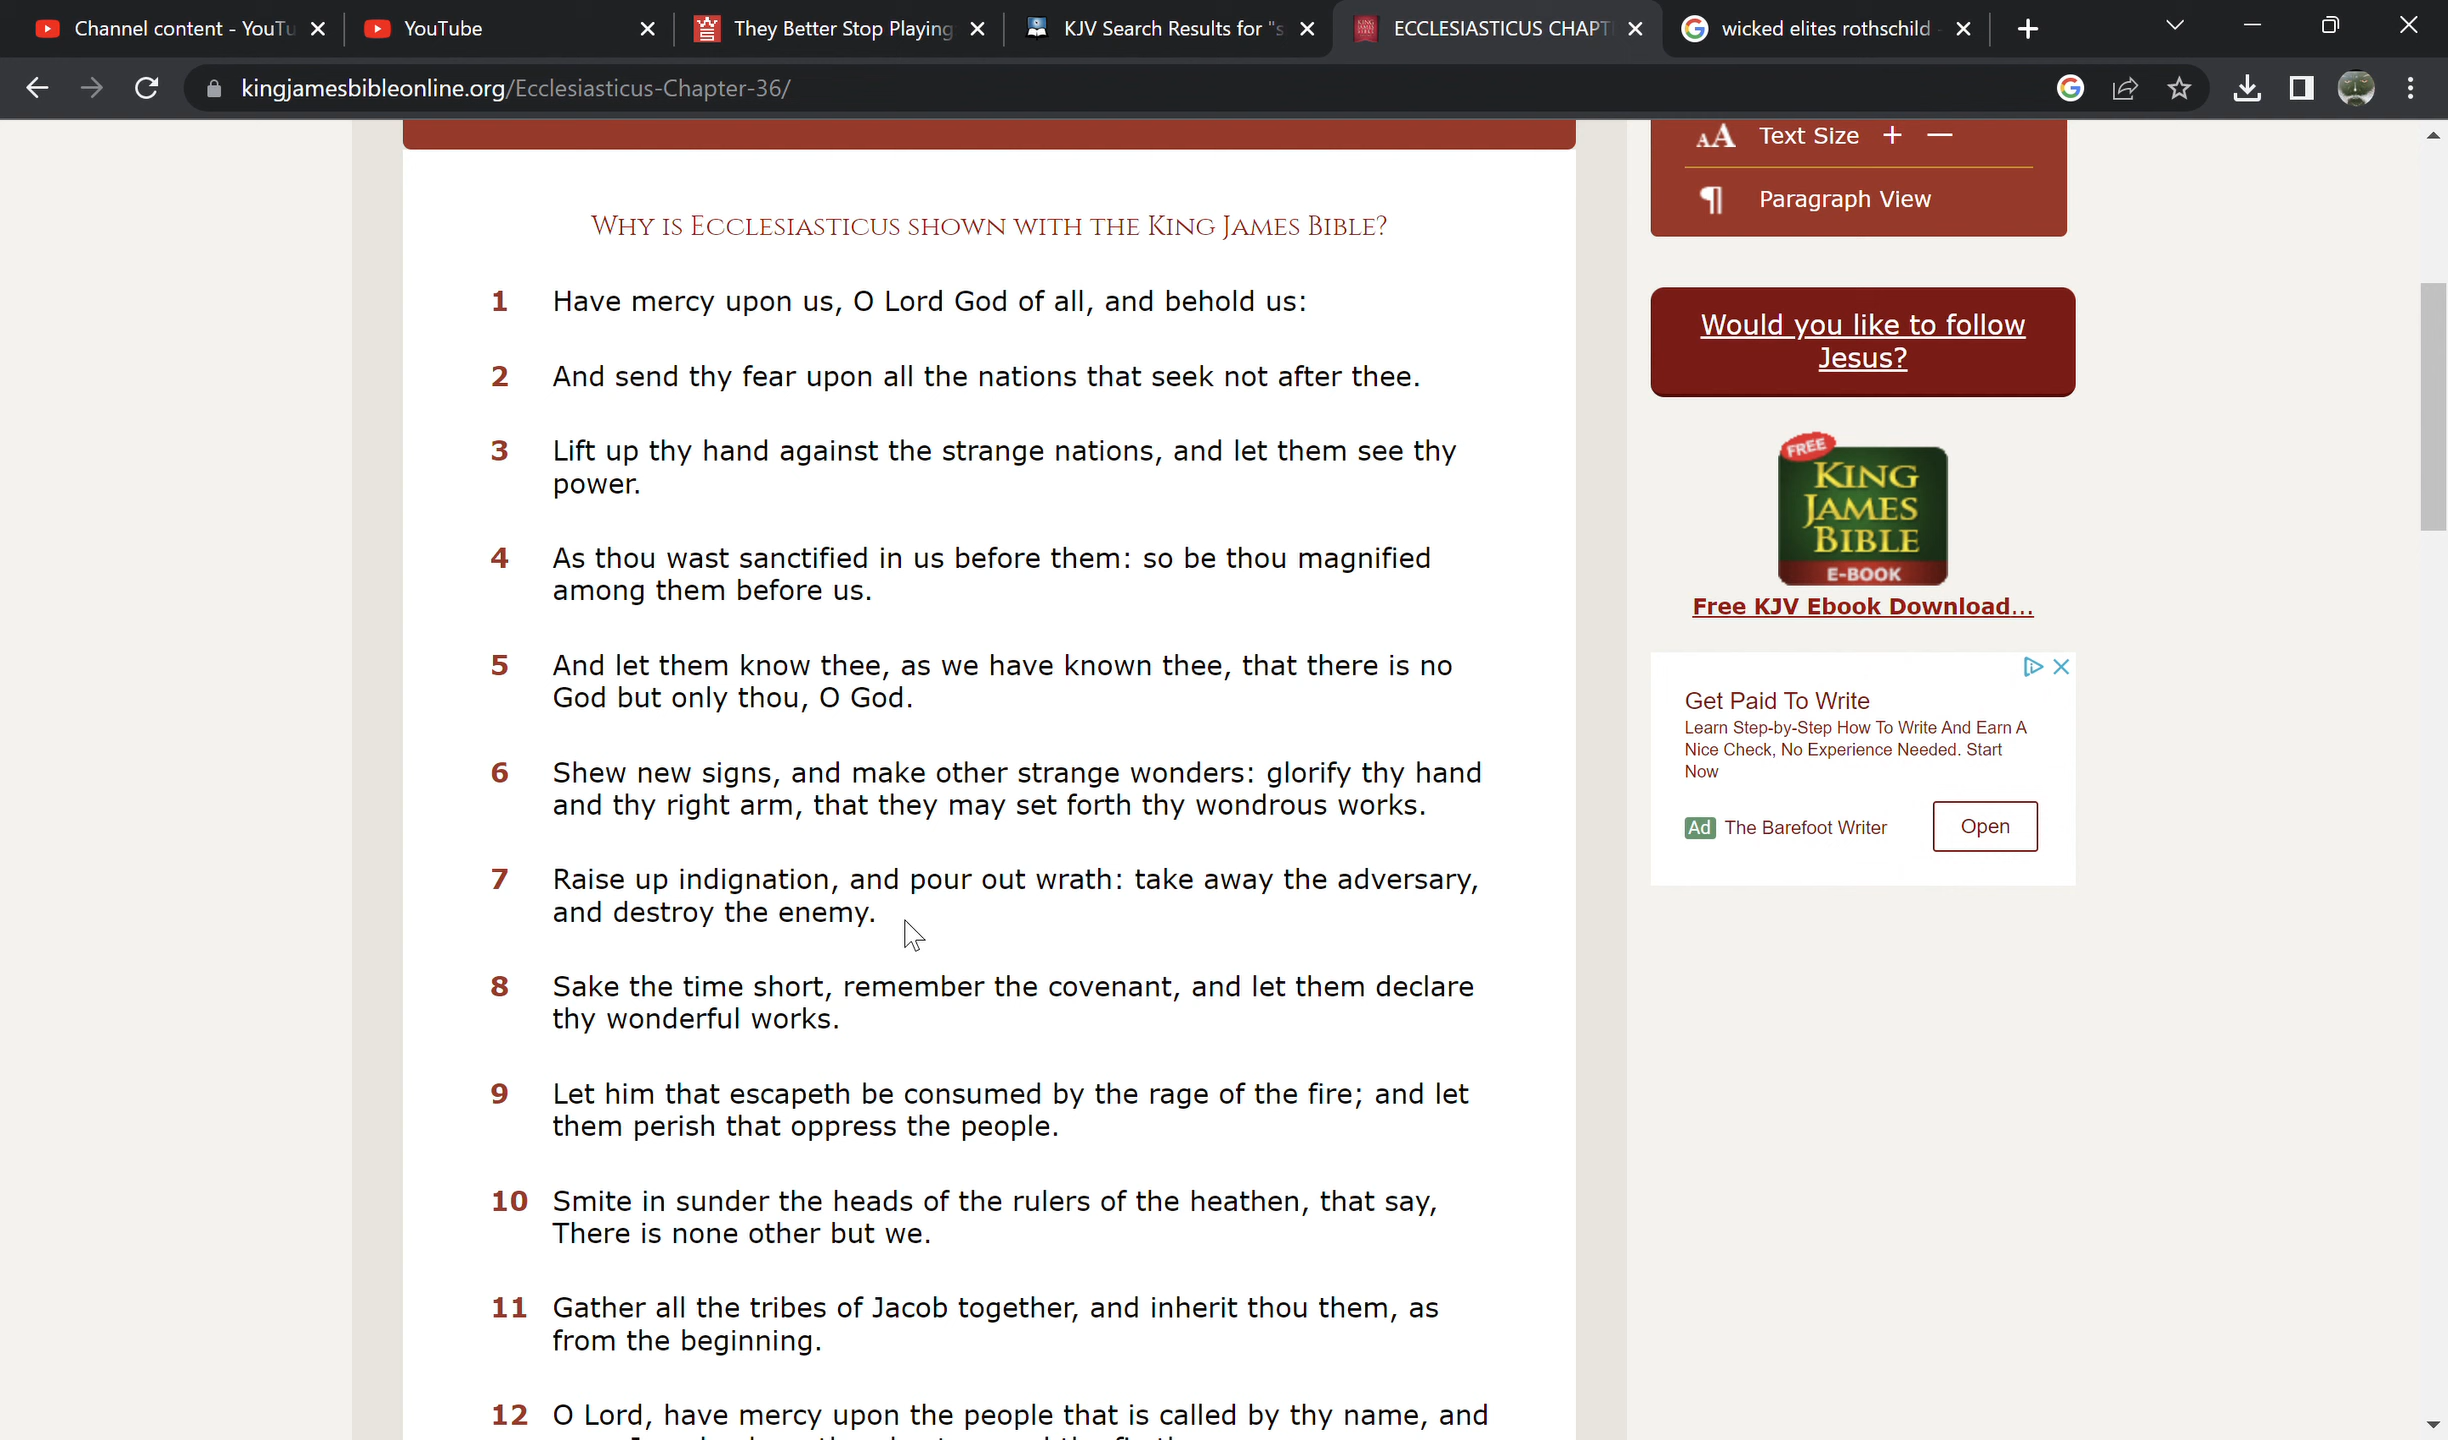 Channel content - YouTu
YouTube
They Better Stop Playing
KJV Search Results for "s
ECCLESIASTICUS CHAPT
wicked elites rothschild -
kingjamesbibleonline.org/Ecclesiasticus-Chapter-36/
WHY IS ECCLESIASTICUS SHOWN WITH THE KING JAMES BIBLE?
1 Have mercy upon us, O Lord God of all, and behold us:
2 And send thy fear upon all the nations that seek not after thee.
3 Lift up thy hand against the strange nations, and let them see thy
power.
4 As thou wast sanctified in us before them: so be thou magnified
among them before us.
5 And let them know thee, as we have known thee, that there is no
God but only thou, O God.
6 Shew new signs, and make other strange wonders: glorify thy hand
and thy right arm, that they may set forth thy wondrous works.
7 Raise up indignation, and pour out wrath: take away the adversary,
and destroy the enemy.
8 Sake the time short, remember the covenant, and let them declare
thy wonderful works.
9 Let him that escapeth be consumed by the rage of the fire; and let
them perish that oppress the people.
10 Smite in sunder the heads of the rulers of the heathen, that say,
There is none other but we.
11 Gather all the tribes of Jacob together, and inherit thou them, as
from the beginning.
12 O Lord, have mercy upon the people that is called by thy name, and
AA Text Size + —
¶ Paragraph View
Would you like to follow
Jesus?
FREE
KING
JAMES
BIBLE
E-BOOK
Free KJV Ebook Download...
Get Paid To Write
Learn Step-by-Step How To Write And Earn A
Nice Check, No Experience Needed. Start
Now
Ad The Barefoot Writer
Open